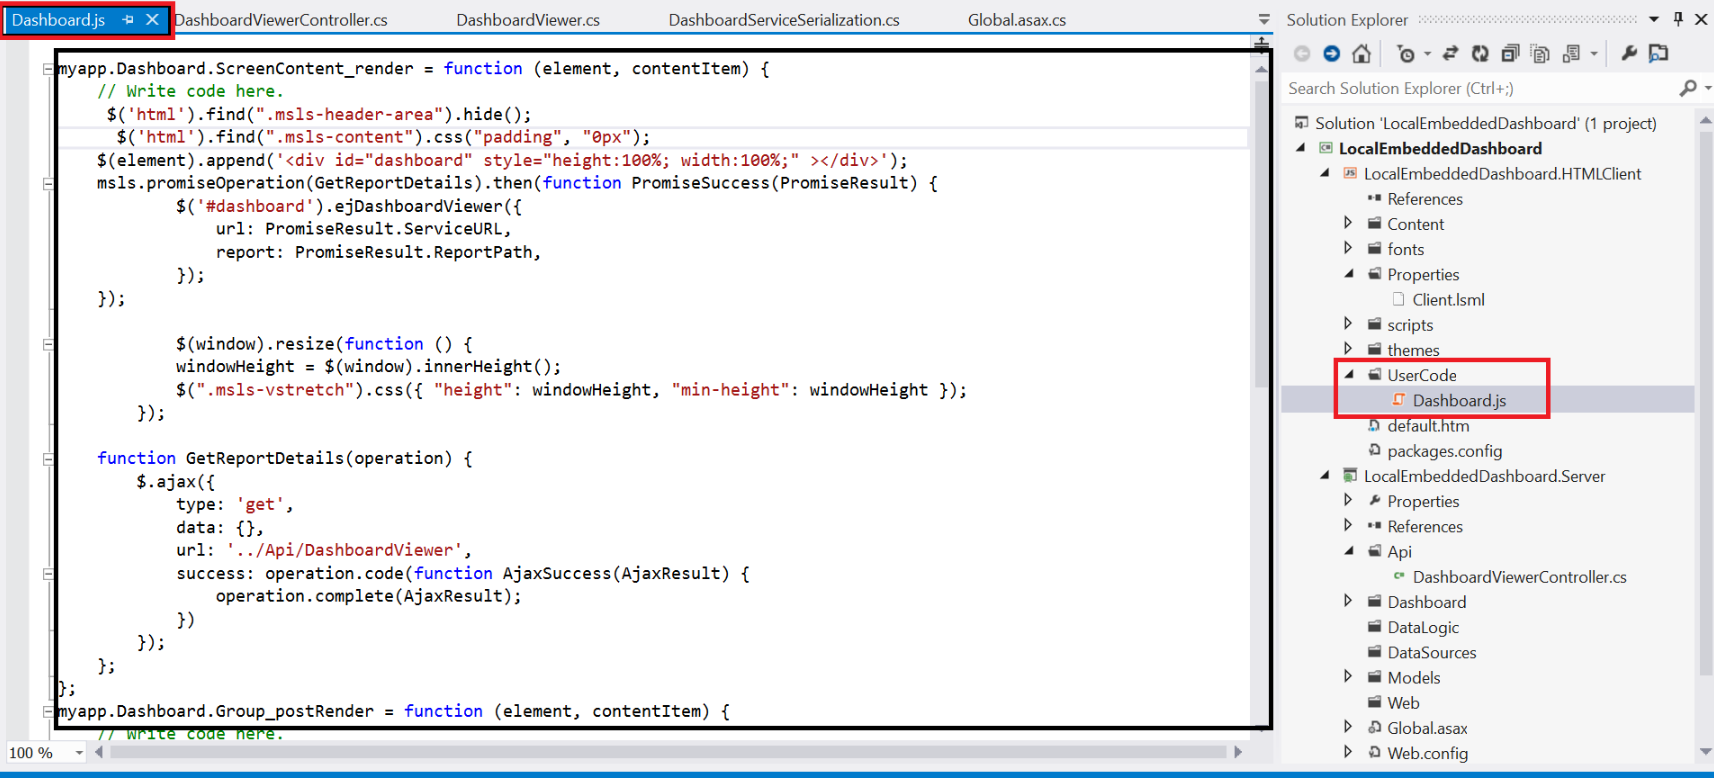 Dashboard.js
DashboardViewerController.cs
DashboardViewer.cs
DashboardServiceSerialization.cs
Global.asax.cs
myapp.Dashboard.ScreenContent_render = function (element, contentItem) {
// Write code here.
$('html').find(".msls-header-area").hide();
$('html').find(".msls-content").css("padding", "0px");
$(element).append('<div id="dashboard" style="height:100%; width:100%;" ></div>');
msls.promiseOperation(GetReportDetails).then(function PromiseSuccess(PromiseResult) {
$('#dashboard').ejDashboardViewer({
url: PromiseResult.ServiceURL,
report: PromiseResult.ReportPath,
});
});
$(window).resize(function () {
windowHeight = $(window).innerHeight();
$(".msls-vstretch").css({ "height": windowHeight, "min-height": windowHeight });
});
function GetReportDetails(operation) {
$.ajax({
type: 'get',
data: {},
url: '../Api/DashboardViewer',
success: operation.code(function AjaxSuccess(AjaxResult) {
operation.complete(AjaxResult);
})
});
};
};
myapp.Dashboard.Group_postRender = function (element, contentItem) {
// Write code here.
100 %
Solution Explorer
Search Solution Explorer (Ctrl+;)
Solution 'LocalEmbeddedDashboard' (1 project)
LocalEmbeddedDashboard
LocalEmbeddedDashboard.HTMLClient
References
Content
fonts
Properties
Client.lsml
scripts
themes
UserCode
Dashboard.js
default.htm
packages.config
LocalEmbeddedDashboard.Server
Properties
References
Api
DashboardViewerController.cs
Dashboard
DataLogic
DataSources
Models
Web
Global.asax
Web.config